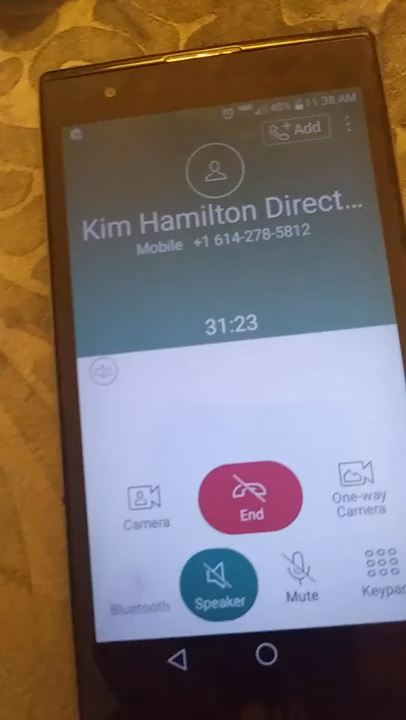 46% 11:38 AM
Add
Kim Hamilton Direct...
Mobile +1 614-278-5812
31:23
Camera
End
One-way
Camera
Bluetooth
Speaker
Mute
Keypad